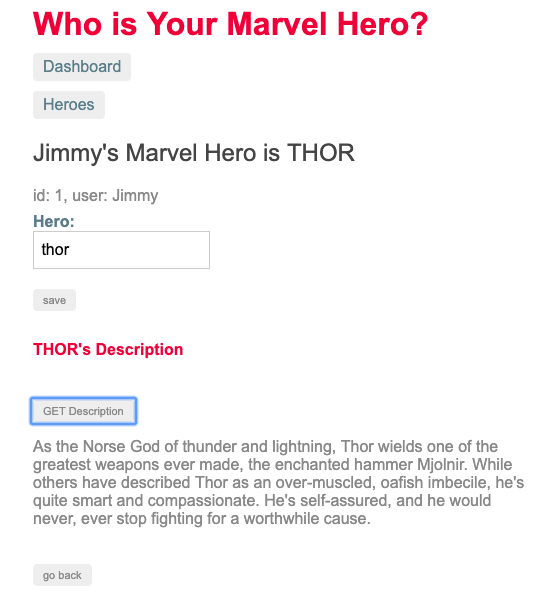 Who is Your Marvel Hero?
Dashboard
Heroes
Jimmy's Marvel Hero is THOR
id: 1, user: Jimmy
Hero:
thor
save
THOR's Description
GET Description
As the Norse God of thunder and lightning, Thor wields one of the
greatest weapons ever made, the enchanted hammer Mjolnir. While
others have described Thor as an over-muscled, oafish imbecile, he's
quite smart and compassionate. He's self-assured, and he would
never, ever stop fighting for a worthwhile cause.
go back